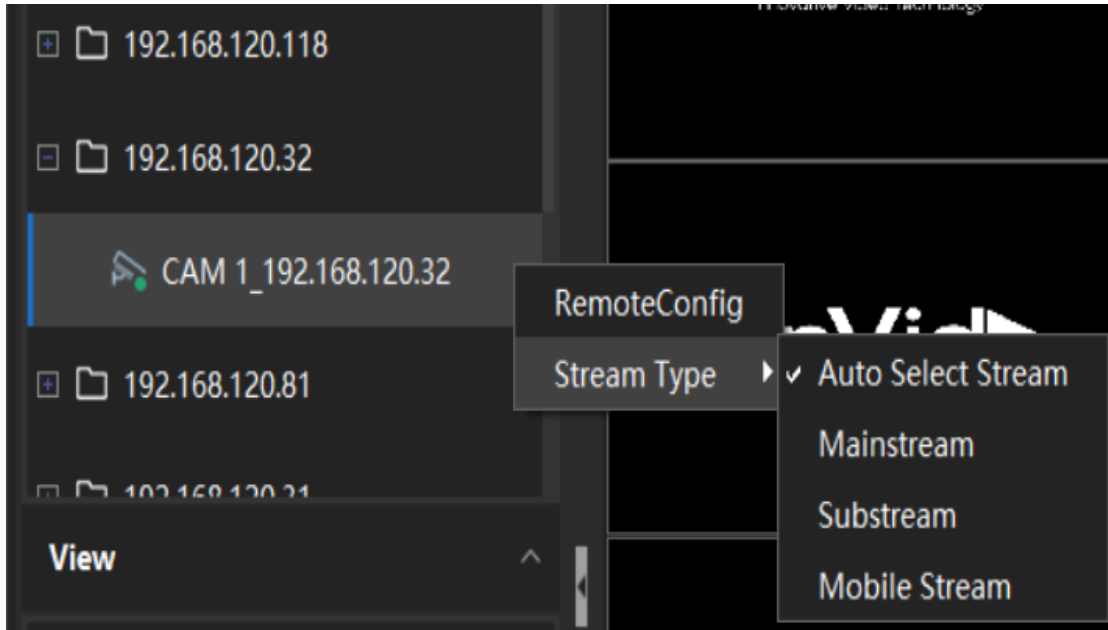 192.168.120.118
192.168.120.32
CAM 1_192.168.120.32
RemoteConfig
Stream Type
Auto Select Stream
192.168.120.81
Mainstream
Substream
View
Mobile Stream